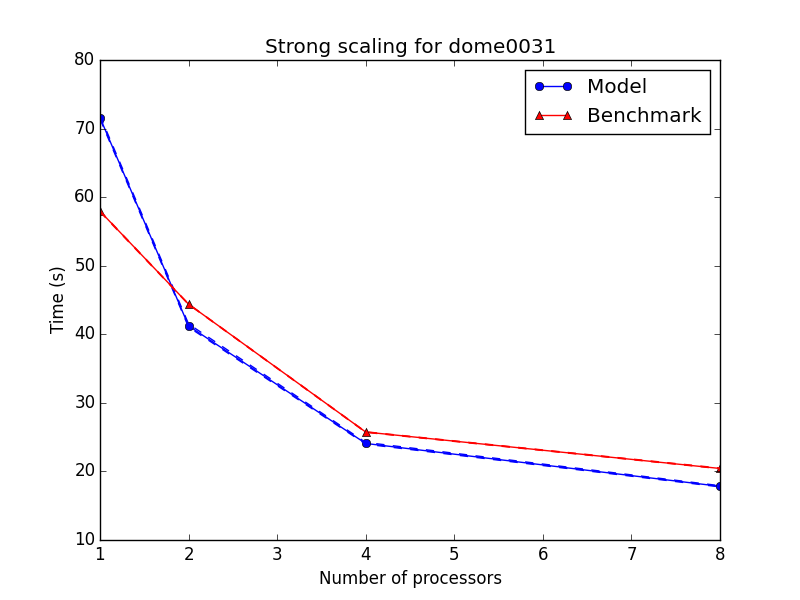 Strong scaling for dome0031
Model
Benchmark
Time (s)
80
70
60
50
40
30
20
10
1 2 3 4 5 6 7 8
Number of processors